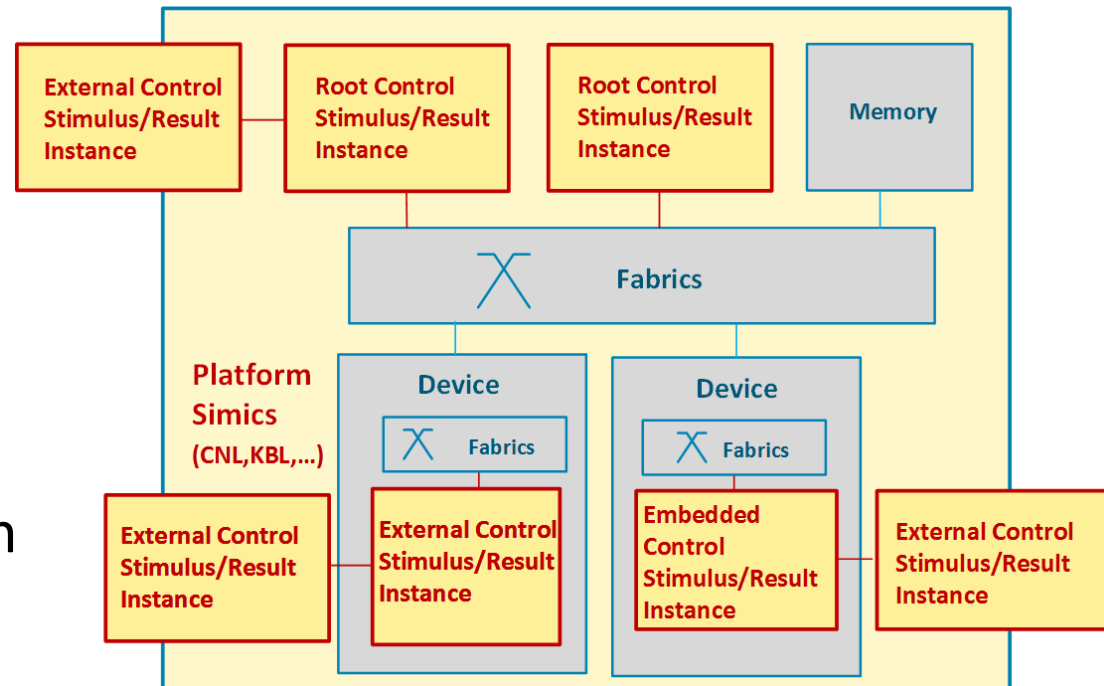 External Control
Stimulus/Result
Instance
Root Control
Stimulus/Result
Instance
Root Control
Stimulus/Result
Instance
Memory
Fabrics
Platform
Simics
(CNL,KBL,...)
Device
Fabrics
External Control
Stimulus/Result
Instance
External Control
Stimulus/Result
Instance
Device
Fabrics
Embedded
Control
Stimulus/Result
Instance
External Control
Stimulus/Result
Instance